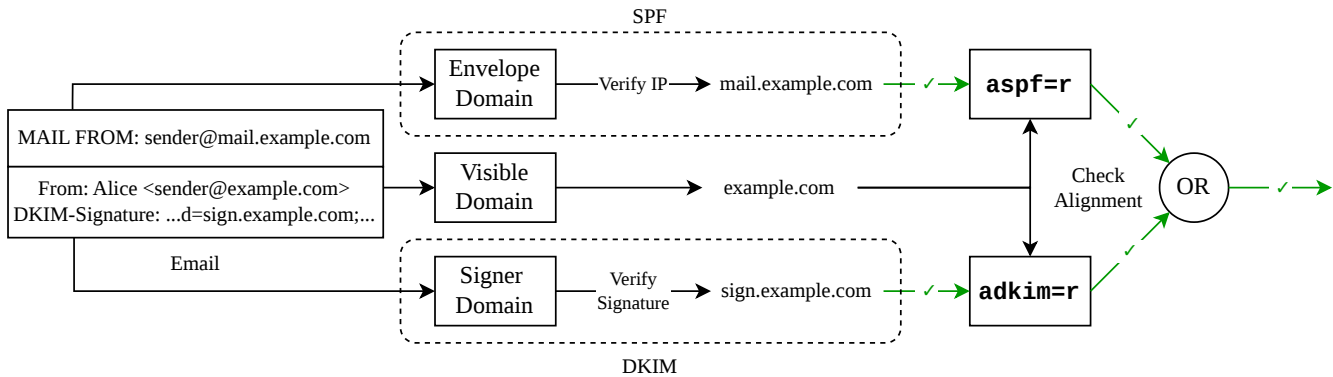 SPF
Envelope
Domain
Verify IP
mail.example.com
✓
aspf=r
✓
MAIL FROM: sender@mail.example.com
From: Alice <sender@example.com>
DKIM-Signature: ...d=sign.example.com;...
Email
Visible
Domain
example.com
Check
Alignment
OR
✓
Signer
Domain
Verify
Signature
sign.example.com
✓
adkim=r
✓
DKIM